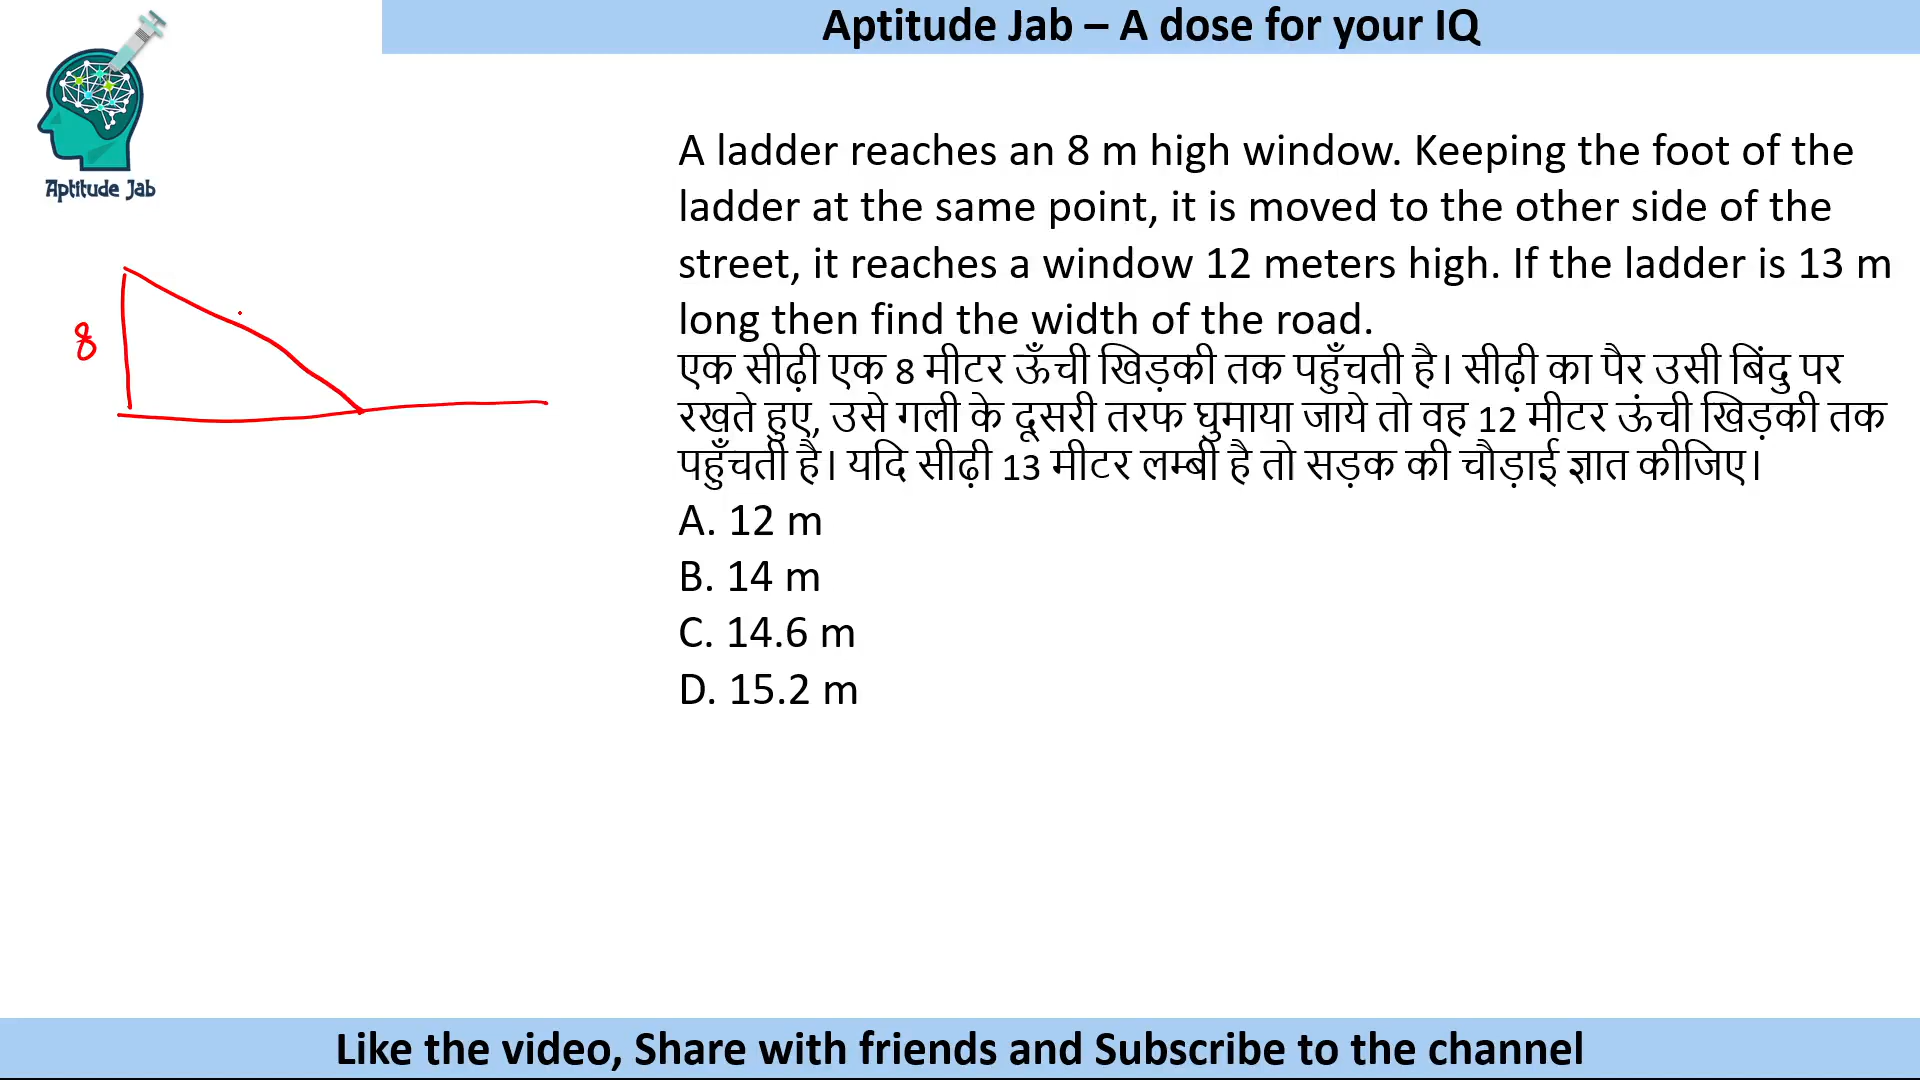 Aptitude Jab – A dose for your IQ
Aptitude Jab
A ladder reaches an 8 m high window. Keeping the foot of the
ladder at the same point, it is moved to the other side of the
street, it reaches a window 12 meters high. If the ladder is 13 m
long then find the width of the road.
एक सीढ़ी एक 8 मीटर ऊँची खिड़की तक पहुँचती है। सीढ़ी का पैर उसी बिंदु पर
रखते हुए, उसे गली के दूसरी तरफ घुमाया जाये तो वह 12 मीटर ऊंची खिड़की तक
पहुँचती है। यदि सीढ़ी 13 मीटर लम्बी है तो सड़क की चौड़ाई ज्ञात कीजिए।
A. 12 m
B. 14 m
C. 14.6 m
D. 15.2 m
8
Like the video, Share with friends and Subscribe to the channel